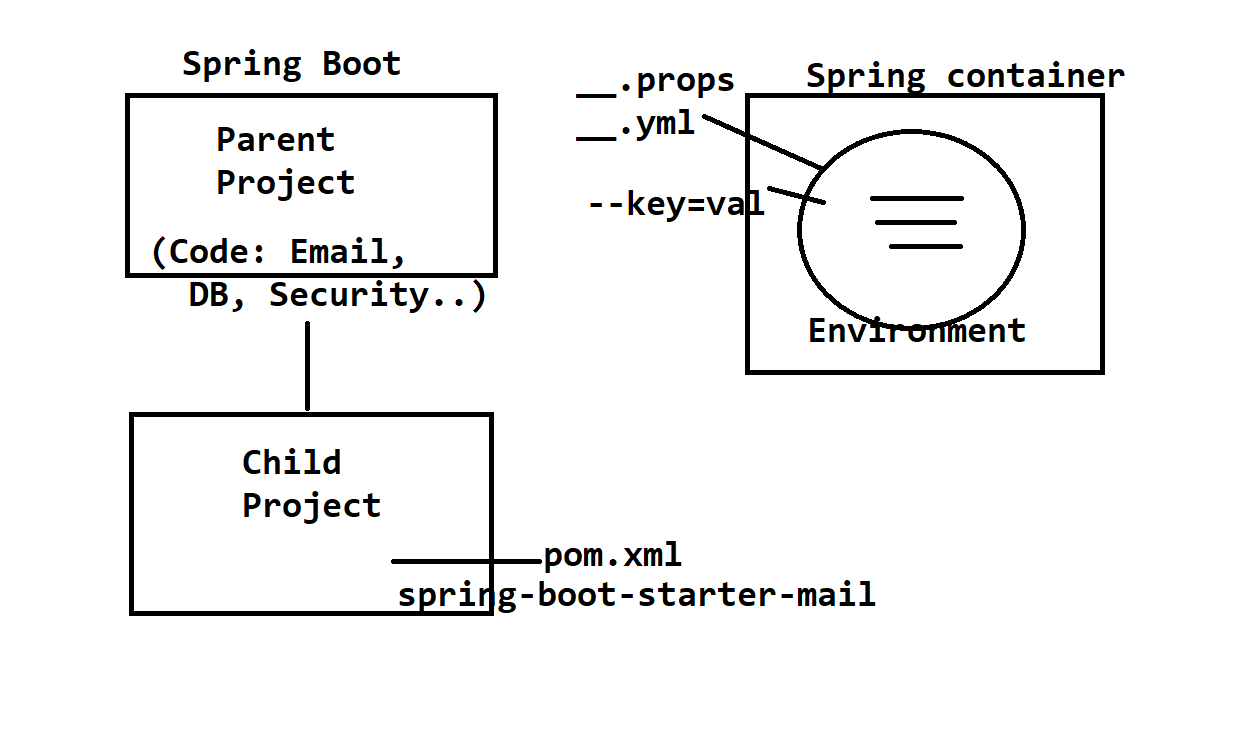 Spring Boot
Parent
Project
(Code: Email,
DB, Security..)
Child
Project
pom.xml
spring-boot-starter-mail
__.props
__.yml
--key=val
Spring container
Environment